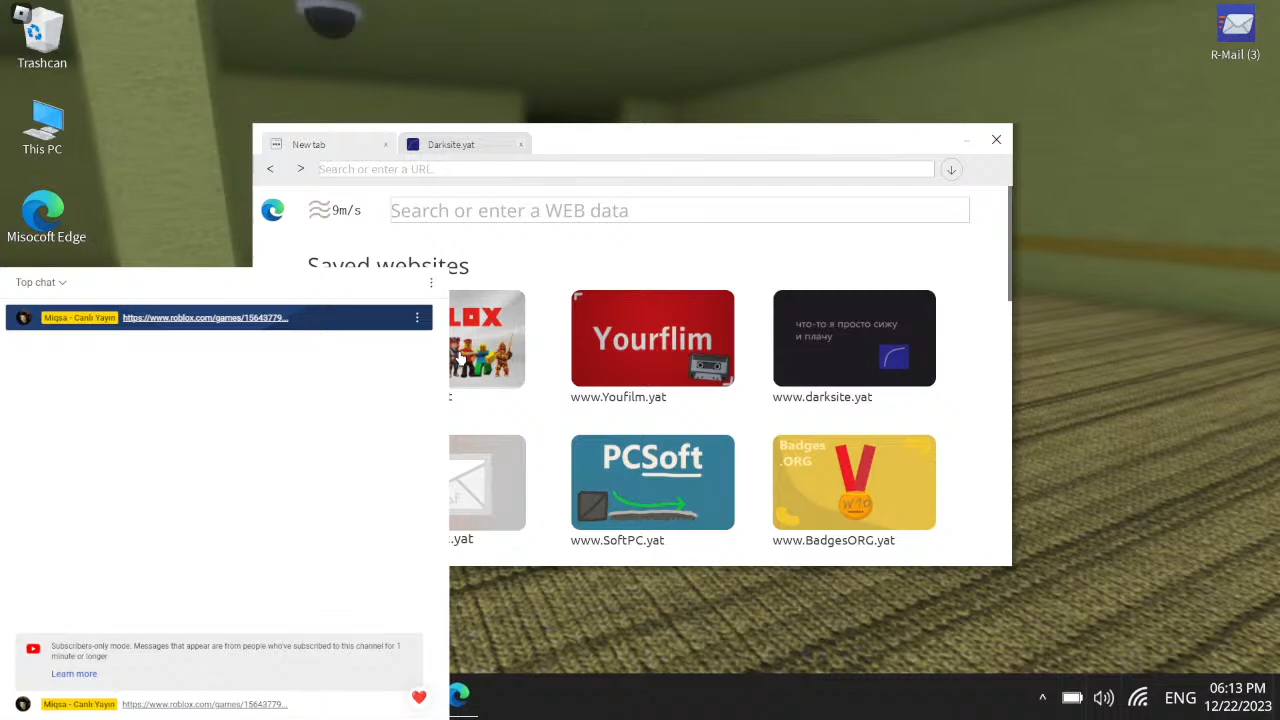 Trashcan
This PC
Misocoft Edge
R-Mail (3)
New tab
x
Darksite.yat
x
Search or enter a URL.
9m/s
Search or enter a WEB data
Saved websites
LOX
Yourflim
что-то я просто сижу
и плачу
t
www.Youfilm.yat
www.darksite.yat
PCSoft
Badges
.ORG
.yat
www.SoftPC.yat
www.BadgesORG.yat
Top chat
Miqsa - Canlı Yayın https://www.roblox.com/games/15643779...
Subscribers-only mode. Messages that appear are from people who've subscribed to this channel for 1
minute or longer
Learn more
Miqsa - Canlı Yayın https://www.roblox.com/games/15643779...
ENG
06:13 PM
12/22/2023